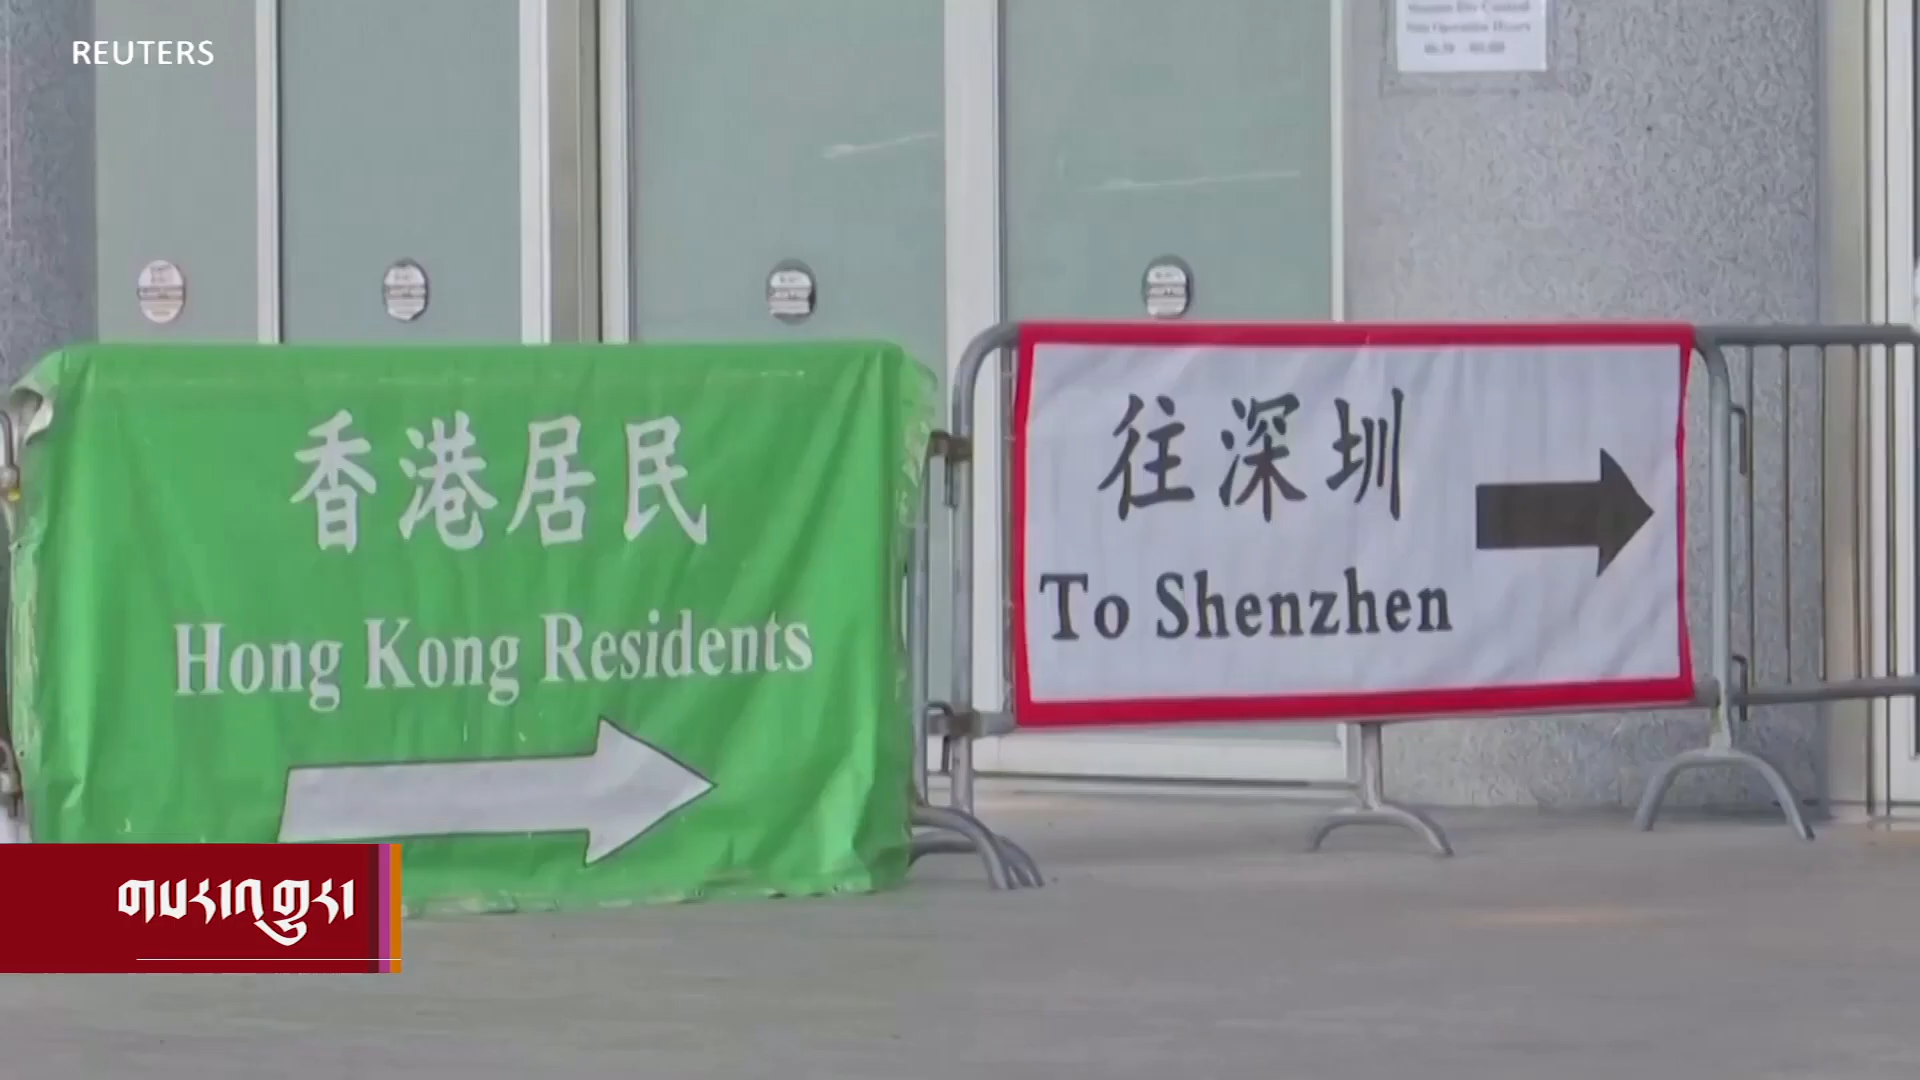 REUTERS
香港居民
Hong Kong Residents
往深圳
To Shenzhen